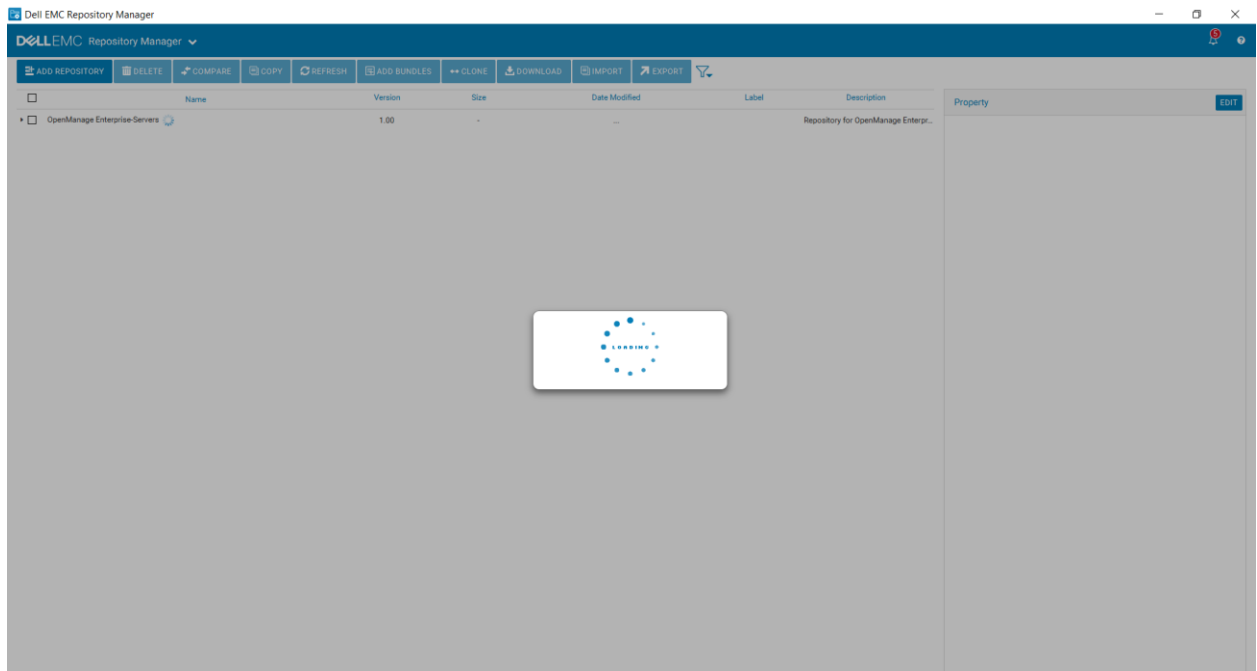 Dell EMC Repository Manager
DELLEMC Repository Manager
5
ADD REPOSITORY DELETE COMPARE COPY REFRESH ADD BUNDLES CLONE DOWNLOAD IMPORT EXPORT
Name Version Size Date Modified Label Description
OpenManage Enterprise-Servers 1.00 - ... Repository for OpenManage Enterpr...
Property EDIT
LOADING